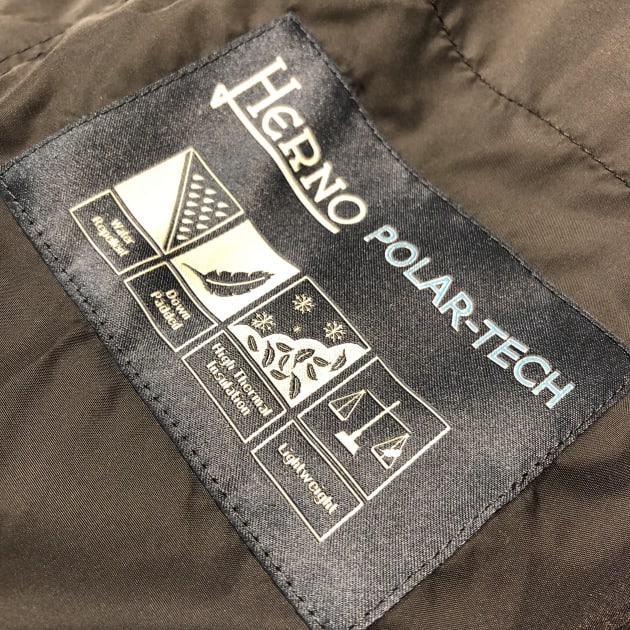 HERNO
POLAR-TECH
Water
Repellent
Down
Padded
High Thermal
Insulation
Lightweight